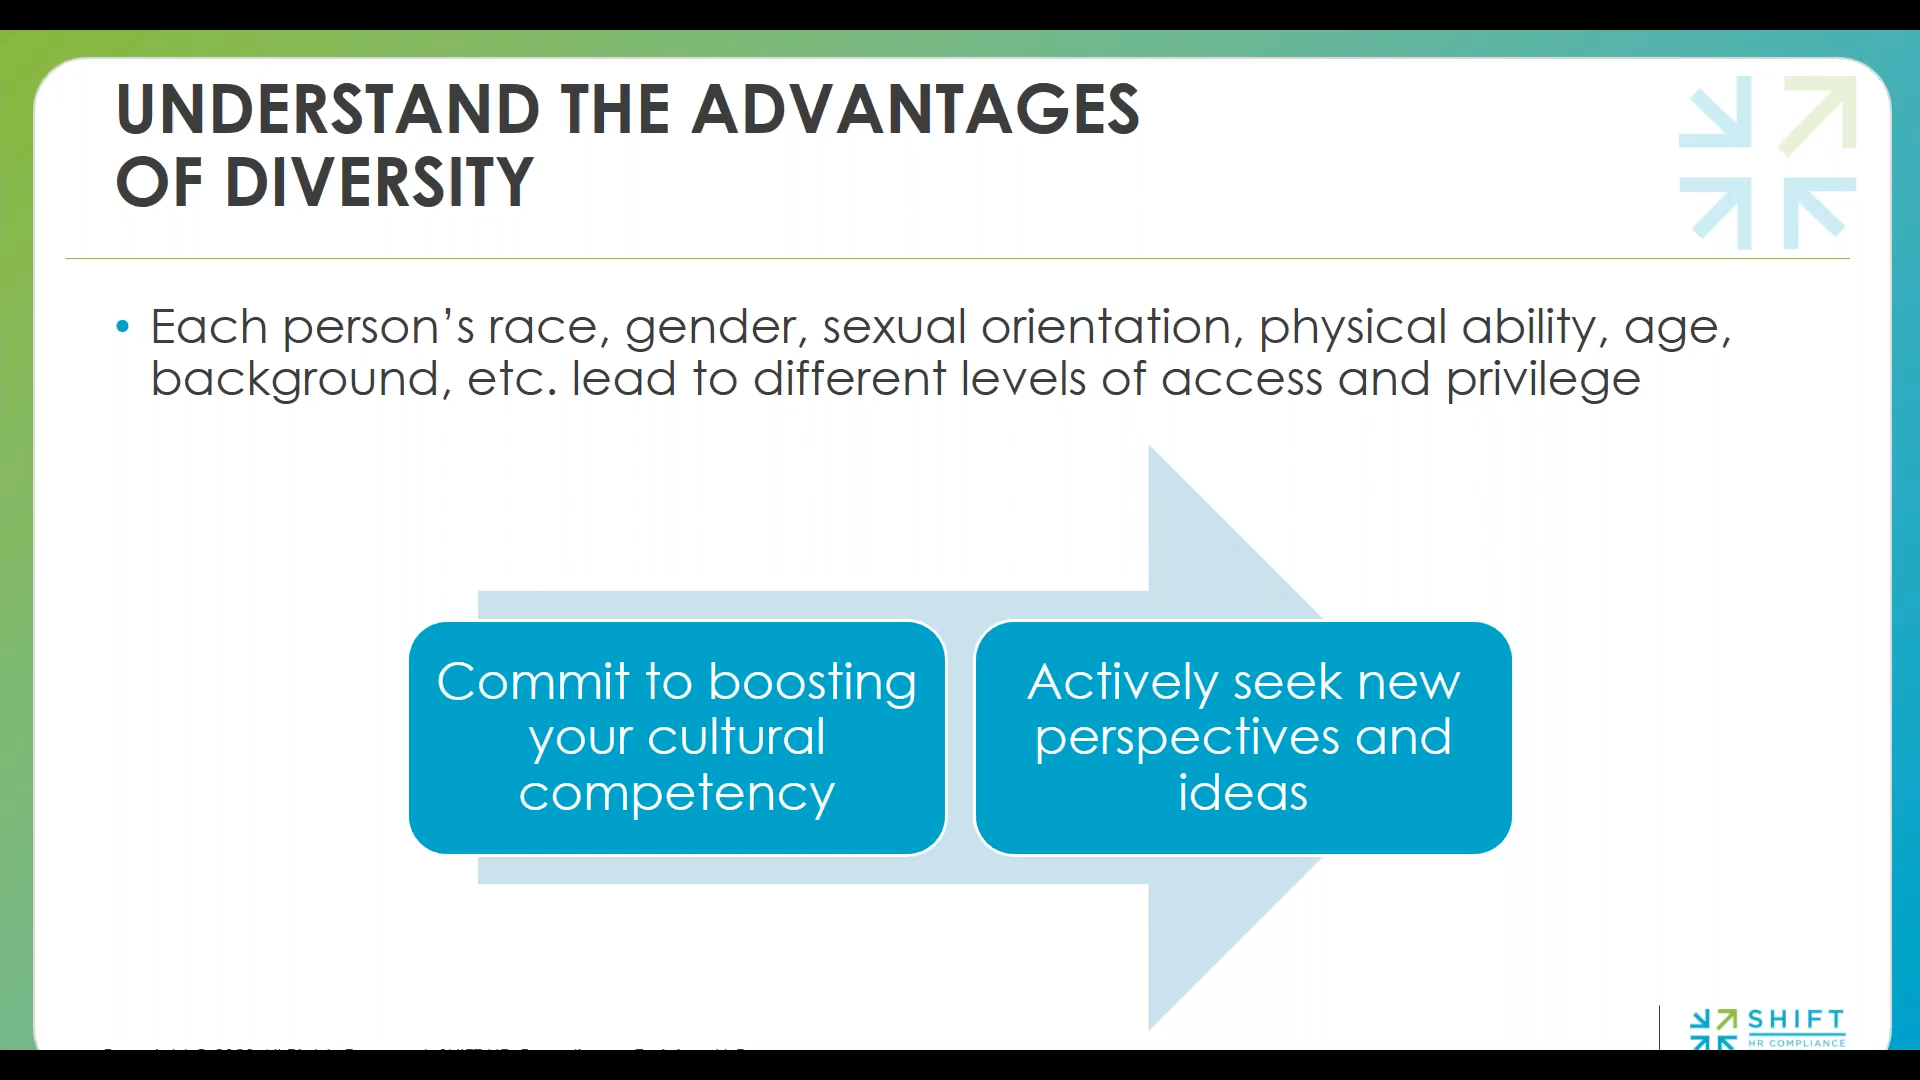 UNDERSTAND THE ADVANTAGES
OF DIVERSITY
• Each person’s race, gender, sexual orientation, physical ability, age,
background, etc. lead to different levels of access and privilege
Commit to boosting
your cultural
competency
Actively seek new
perspectives and
ideas
SHIFT
HR COMPLIANCE